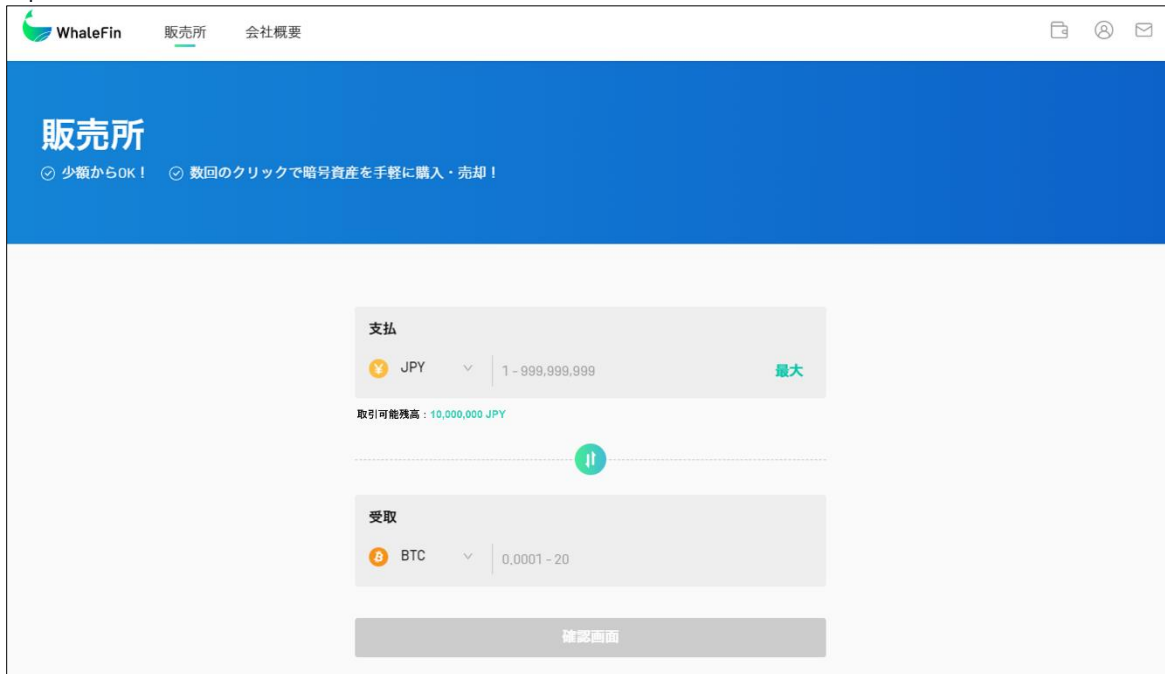 WhaleFin 販売所 会社概要
販売所
少額からOK！ 数回のクリックで暗号資産を手軽に購入・売却！
支払
JPY 1 - 999,999,999 最大
取引可能残高：10,000,000 JPY
受取
BTC 0.0001 - 20
確認画面